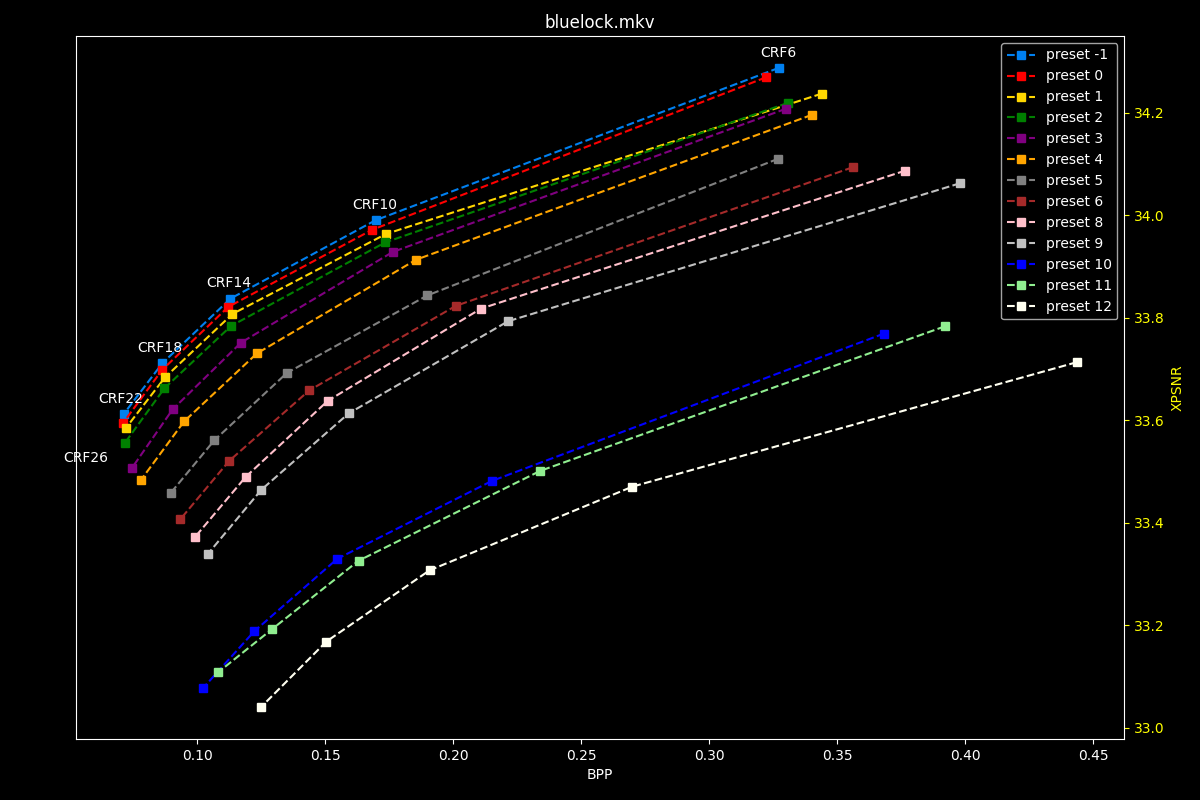 bluelock.mkv
CRF6
CRF10
CRF14
CRF18
CRF22
CRF26
preset -1
preset 0
preset 1
preset 2
preset 3
preset 4
preset 5
preset 6
preset 8
preset 9
preset 10
preset 11
preset 12
34.2
34.0
33.8
33.6
33.4
33.2
33.0
XPSNR
0.10 0.15 0.20 0.25 0.30 0.35 0.40 0.45
BPP